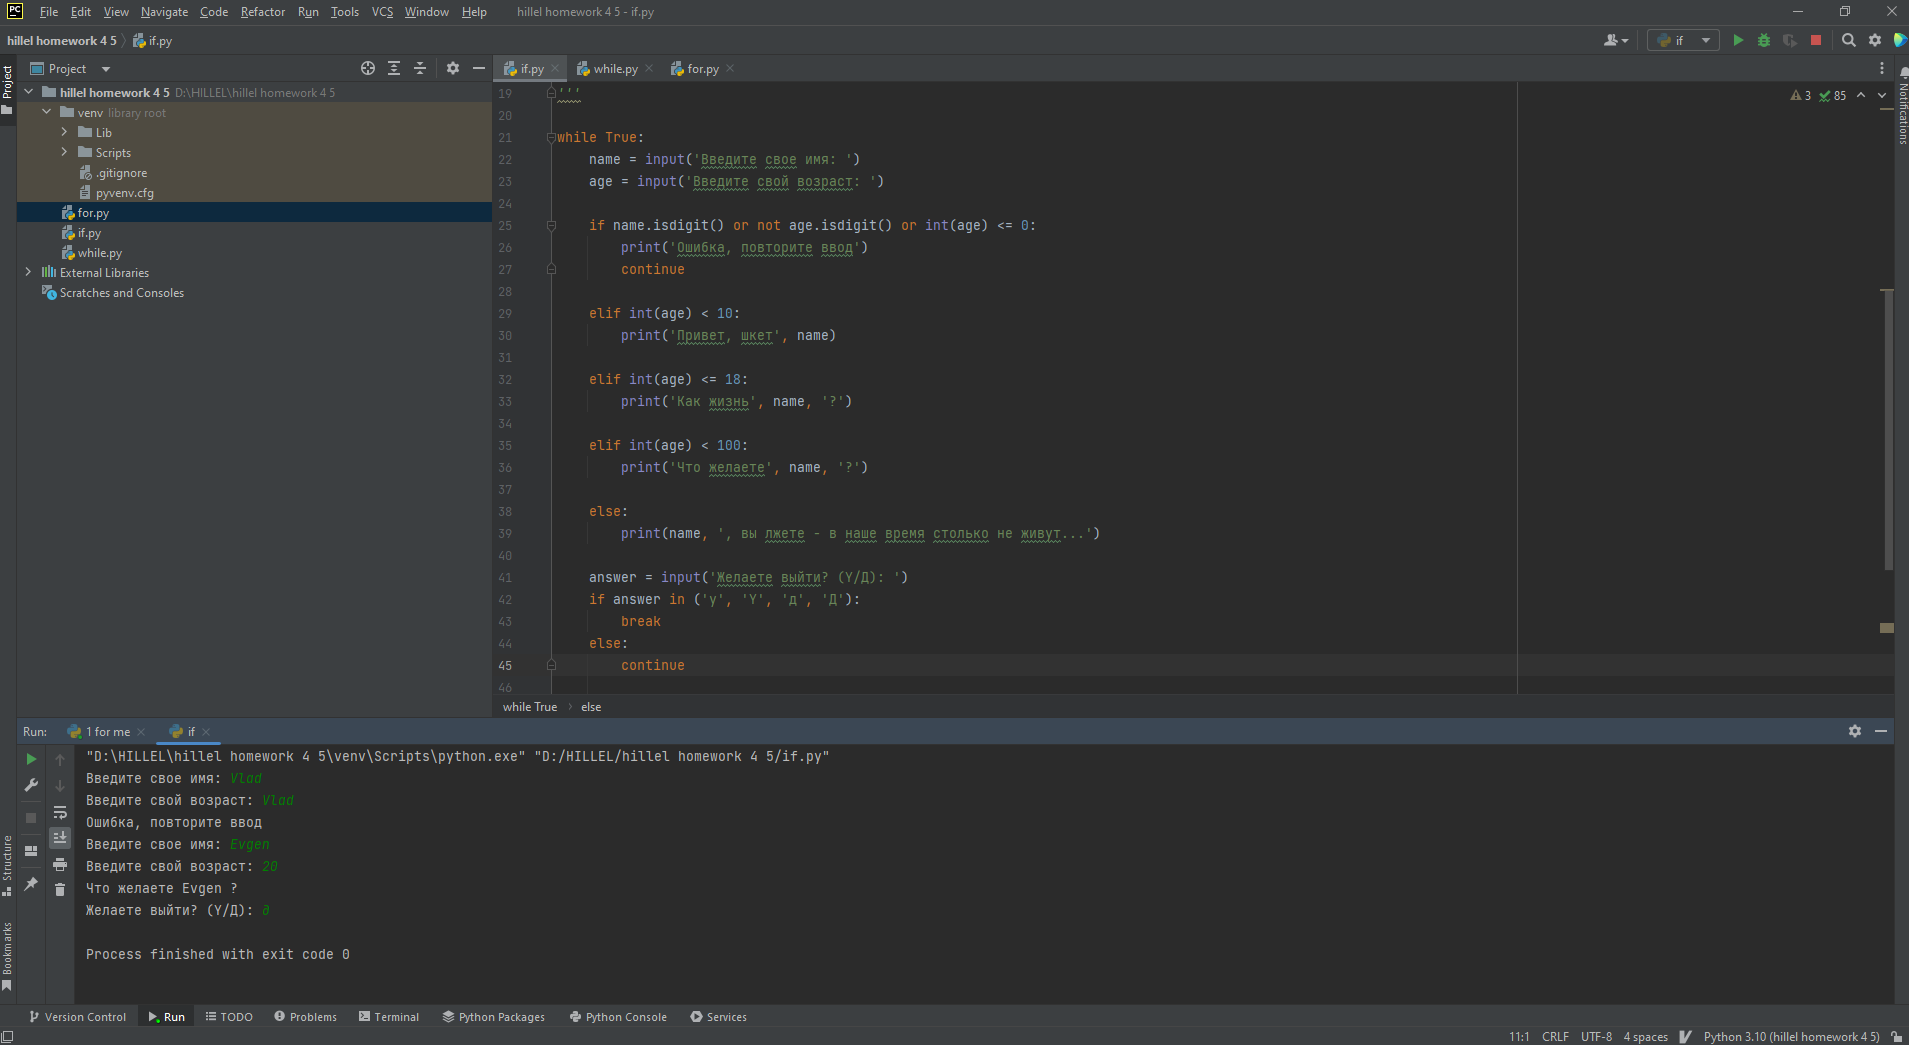 PC File Edit View Navigate Code Refactor Run Tools VCS Window Help hillel homework 4 5 - if.py
hillel homework 4 5 if.py if
Project
Project
hillel homework 4 5 D:\HILLEL\hillel homework 4 5
venv library root
Lib
Scripts
.gitignore
pyvenv.cfg
for.py
if.py
while.py
External Libraries
Scratches and Consoles
if.py while.py for.py
3 85
Notifications
19 '''
20
21 while True:
22 name = input('Введите свое имя: ')
23 age = input('Введите свой возраст: ')
24
25 if name.isdigit() or not age.isdigit() or int(age) <= 0:
26 print('Ошибка, повторите ввод')
27 continue
28
29 elif int(age) < 10:
30 print('Привет, шкет', name)
31
32 elif int(age) <= 18:
33 print('Как жизнь', name, '?')
34
35 elif int(age) < 100:
36 print('Что желаете', name, '?')
37
38 else:
39 print(name, ', вы лжете - в наше время столько не живут...')
40
41 answer = input('Желаете выйти? (Y/Д): ')
42 if answer in ('y', 'Y', 'д', 'Д'):
43 break
44 else:
45 continue
46
while True else
Run: 1 for me if
"D:\HILLEL\hillel homework 4 5\venv\Scripts\python.exe" "D:/HILLEL/hillel homework 4 5/if.py"
Введите свое имя: Vlad
Введите свой возраст: Vlad
Ошибка, повторите ввод
Введите свое имя: Evgen
Введите свой возраст: 20
Что желаете Evgen ?
Желаете выйти? (Y/Д): д
Process finished with exit code 0
Structure
Bookmarks
Version Control Run TODO Problems Terminal Python Packages Python Console Services
11:1 CRLF UTF-8 4 spaces Python 3.10 (hillel homework 4 5)